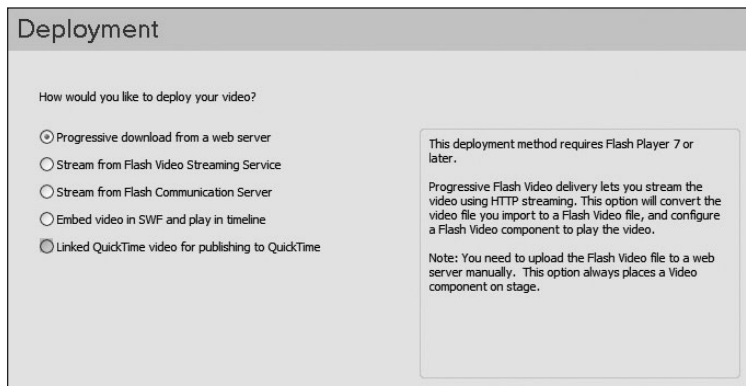 Deployment
How would you like to deploy your video?
Progressive download from a web server
Stream from Flash Video Streaming Service
Stream from Flash Communication Server
Embed video in SWF and play in timeline
Linked QuickTime video for publishing to QuickTime
This deployment method requires Flash Player 7 or
later.
Progressive Flash Video delivery lets you stream the
video using HTTP streaming. This option will convert the
video file you import to a Flash Video file, and configure
a Flash Video component to play the video.
Note: You need to upload the Flash Video file to a web
server manually. This option always places a Video
component on stage.